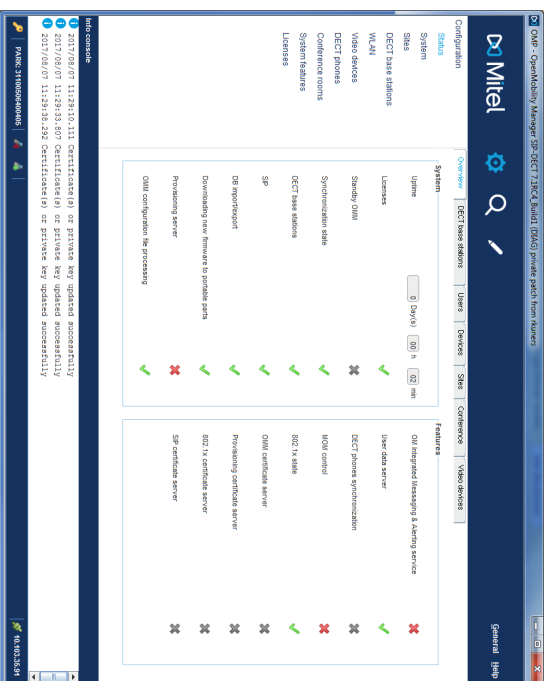 OMP - OpenMobility Manager SIP-DECT 7.1RC4_Build1 (DIAG) private patch from rkuners
Mitel
General Help
Configuration
Status
System
Sites
DECT base stations
WLAN
Video devices
DECT phones
Conference rooms
System features
Licenses
Overview DECT base stations Users Devices Sites Conference Video devices
System
Uptime 0 Day(s) 00 h 02 min
Licenses
Standby OMM
Synchronization state
DECT base stations
SIP
DB import/export
Downloading new firmware to portable parts
Provisioning server
OMM configuration file processing
Features
OM Integrated Messaging & Alerting service
User data server
DECT phones synchronization
MOM control
802.1x state
OMM certificate server
Provisioning certificate server
802.1x certificate server
SIP certificate server
Info console
2017/08/07 11:29:10.111 Certificate(s) or private key updated successfully
2017/08/07 11:29:33.807 Certificate(s) or private key updated successfully
2017/08/07 11:29:38.292 Certificate(s) or private key updated successfully
PARK: 31100506400405
10.103.35.91